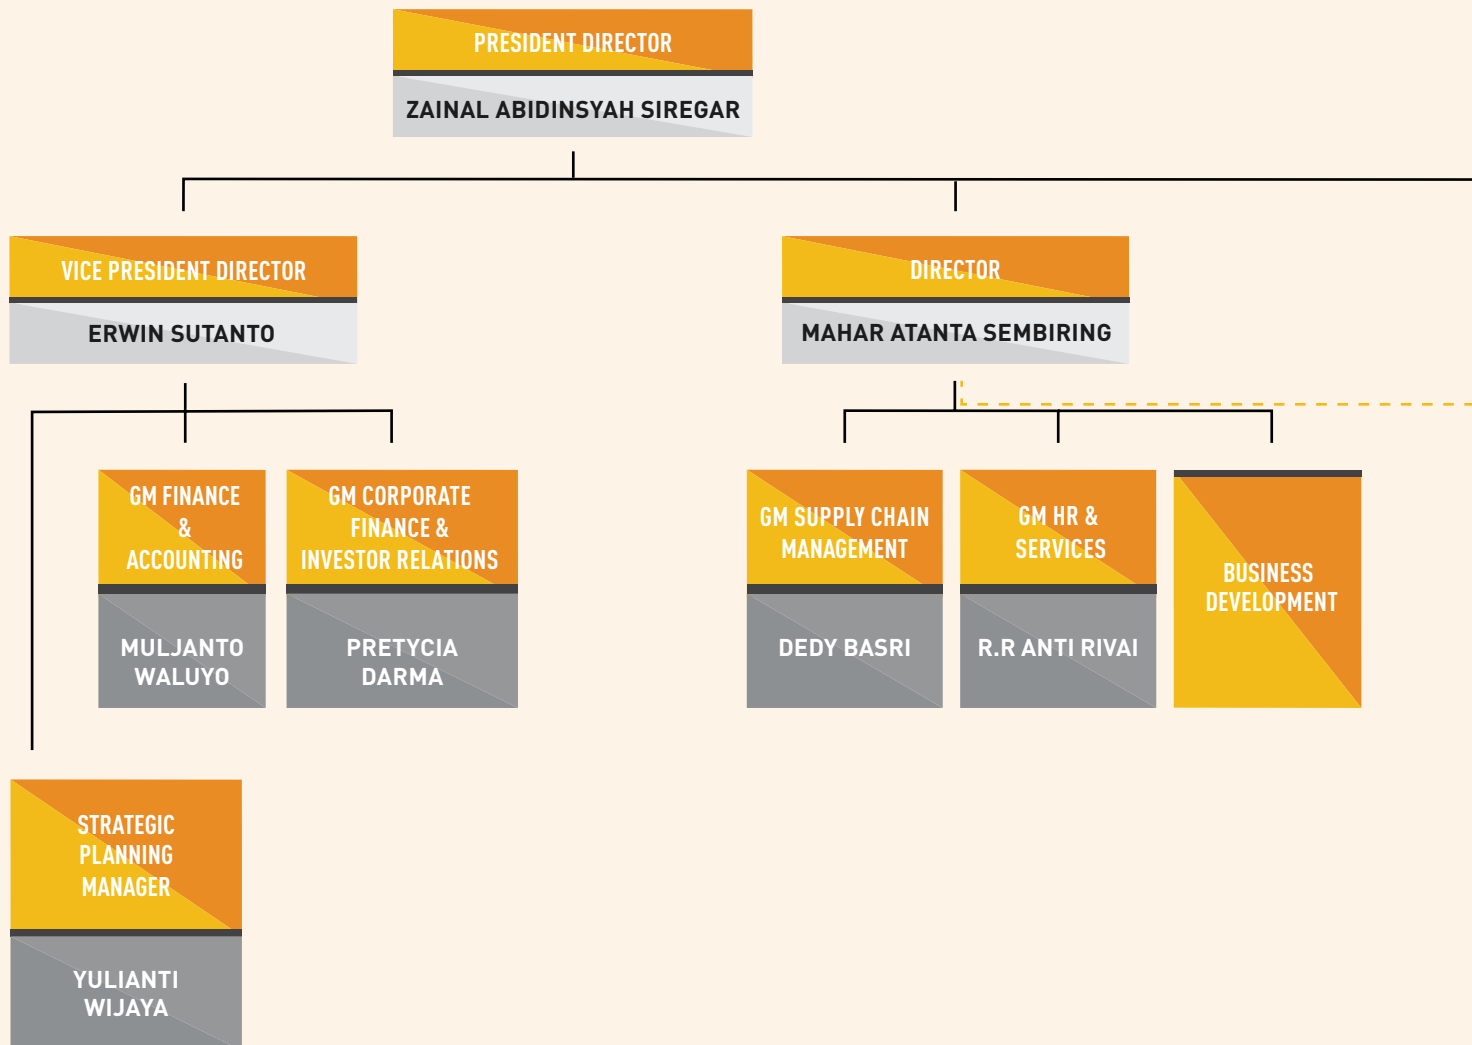 PRESIDENT DIRECTOR
ZAINAL ABIDINSYAH SIREGAR
VICE PRESIDENT DIRECTOR
ERWIN SUTANTO
DIRECTOR
MAHAR ATANTA SEMBIRING
GM FINANCE
&
ACCOUNTING
MULJANTO
WALUYO
GM CORPORATE
FINANCE &
INVESTOR RELATIONS
PRETYCIA
DARMA
GM SUPPLY CHAIN
MANAGEMENT
DEDY BASRI
GM HR &
SERVICES
R.R ANTI RIVAI
BUSINESS
DEVELOPMENT
STRATEGIC
PLANNING
MANAGER
YULIANTI
WIJAYA